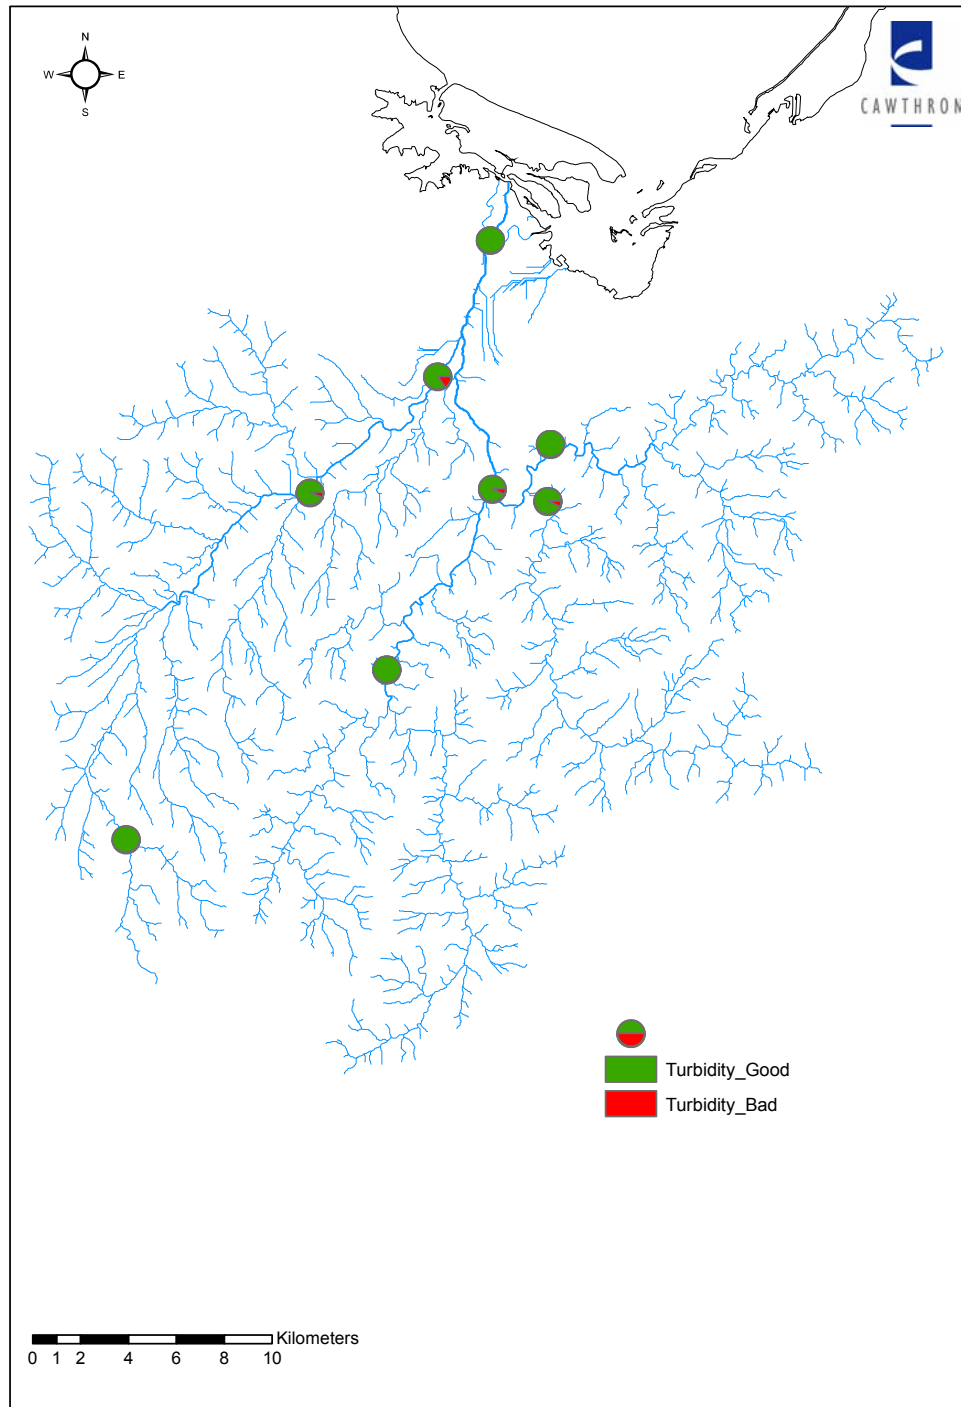 N
W E
S
CAWTHRON
Turbidity_Good
Turbidity_Bad
Kilometers
0 1 2 4 6 8 10